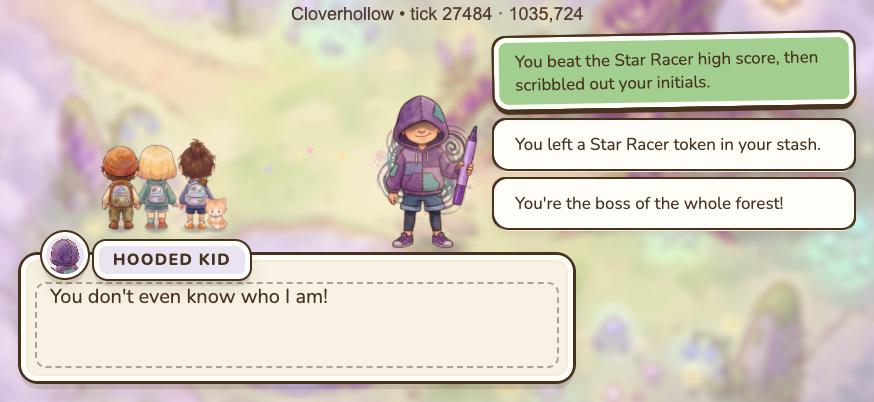 Cloverhollow • tick 27484 · 1035,724
You beat the Star Racer high score, then
scribbled out your initials.
You left a Star Racer token in your stash.
You're the boss of the whole forest!
HOODED KID
You don't even know who I am!